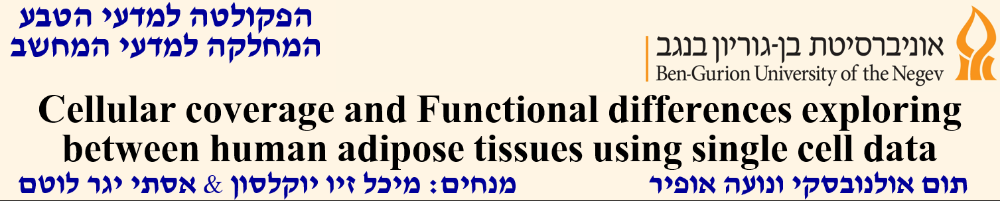 הפקולטה למדעי הטבע
המחלקה למדעי המחשב
אוניברסיטת בן-גוריון בנגב
Ben-Gurion University of the Negev
Cellular coverage and Functional differences exploring
between human adipose tissues using single cell data
תום אולנובסקי ונועה אופיר
מנחים: מיכל זיו יוקלסון & אסתי יגר לוטם